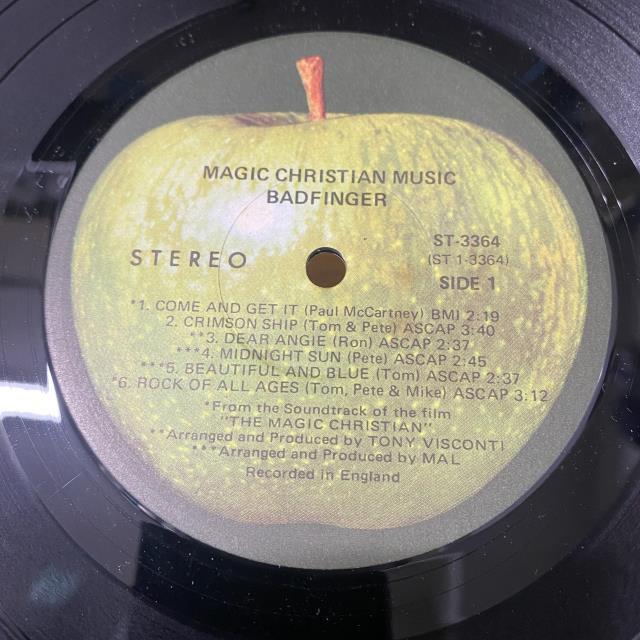 MAGIC CHRISTIAN MUSIC
BADFINGER
STEREO
ST-3364
(ST 1-3364)
SIDE 1
*1. COME AND GET IT (Paul McCartney) BMI 2:19
2. CRIMSON SHIP (Tom & Pete) ASCAP 3:40
**3. DEAR ANGIE (Ron) ASCAP 2:37
***4. MIDNIGHT SUN (Pete) ASCAP 2:45
***5. BEAUTIFUL AND BLUE (Tom) ASCAP 2:37
*6. ROCK OF ALL AGES (Tom, Pete & Mike) ASCAP 3.12
*From the Soundtrack of the film
"THE MAGIC CHRISTIAN"
**Arranged and Produced by TONY VISCONTI
***Arranged and Produced by MAL
Recorded in England